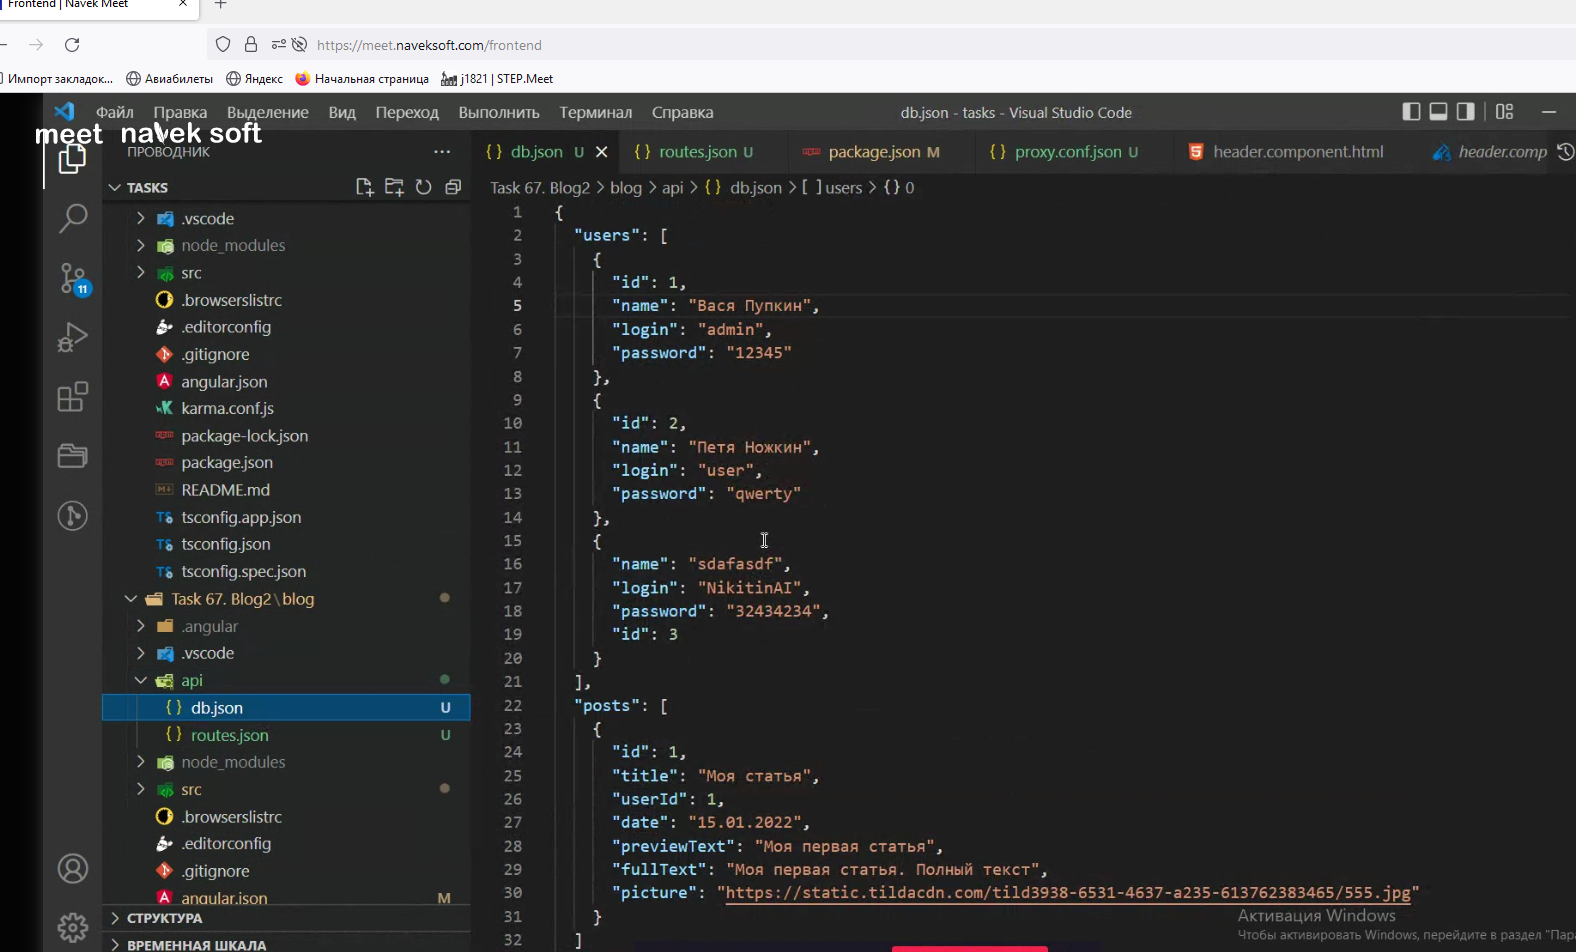 Frontend | Navek Meet
https://meet.naveksoft.com/frontend
Импорт закладок...
Авиабилеты
Яндекс
Начальная страница
j1821 | STEP.Meet
Файл Правка Выделение Вид Переход Выполнить Терминал Справка
db.json - tasks - Visual Studio Code
meet navek soft
ПРОВОДНИК
db.json U
routes.json U
package.json M
proxy.conf.json U
header.component.html
header.comp
TASKS
Task 67. Blog2 > blog > api > {} db.json > [ ] users > {} 0
.vscode
node_modules
src
.browserslistrc
.editorconfig
.gitignore
angular.json
karma.conf.js
package-lock.json
package.json
README.md
tsconfig.app.json
tsconfig.json
tsconfig.spec.json
Task 67. Blog2\blog
.angular
.vscode
api
db.json U
routes.json U
node_modules
src
.browserslistrc
.editorconfig
.gitignore
angular.json M
СТРУКТУРА
ВРЕМЕННАЯ ШКАЛА
11
1 {
2 "users": [
3 {
4 "id": 1,
5 "name": "Вася Пупкин",
6 "login": "admin",
7 "password": "12345"
8 },
9 {
10 "id": 2,
11 "name": "Петя Ножкин",
12 "login": "user",
13 "password": "qwerty"
14 },
15 {
16 "name": "sdafasdf",
17 "login": "NikitinAI",
18 "password": "32434234",
19 "id": 3
20 }
21 ],
22 "posts": [
23 {
24 "id": 1,
25 "title": "Моя статья",
26 "userId": 1,
27 "date": "15.01.2022",
28 "previewText": "Моя первая статья",
29 "fullText": "Моя первая статья. Полный текст",
30 "picture": "https://static.tildacdn.com/tild3938-6531-4637-a235-613762383465/555.jpg"
31 }
32 ]
Активация Windows
Чтобы активировать Windows, перейдите в раздел "Пар